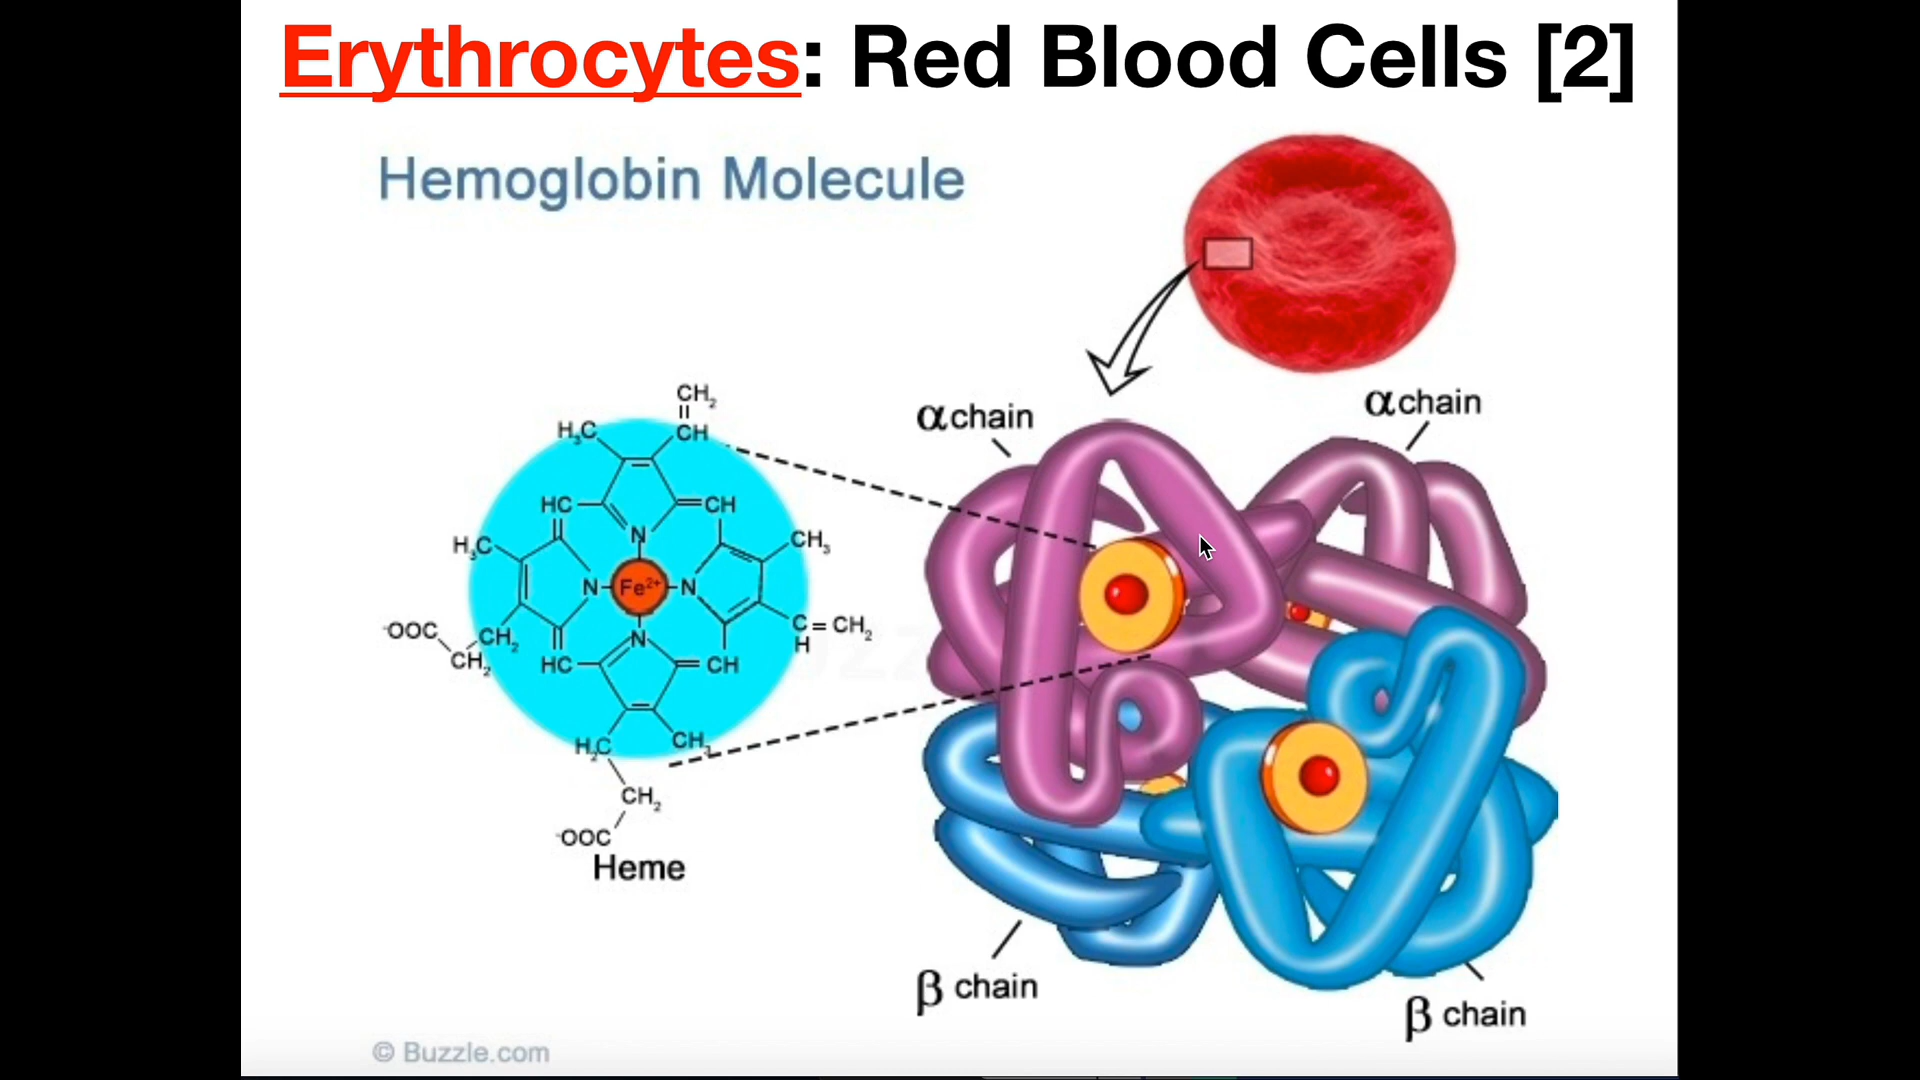 Erythrocytes: Red Blood Cells [2]
Hemoglobin Molecule
α chain
α chain
CH₂
CH
H₃C
HC
CH
N
H₃C
CH₃
N
Fe²⁺
N
⁻OOC
CH₂
C=CH₂
H
N
CH₂
HC
CH
H₂C
CH₃
CH₂
⁻OOC
Heme
β chain
β chain
© Buzzle.com